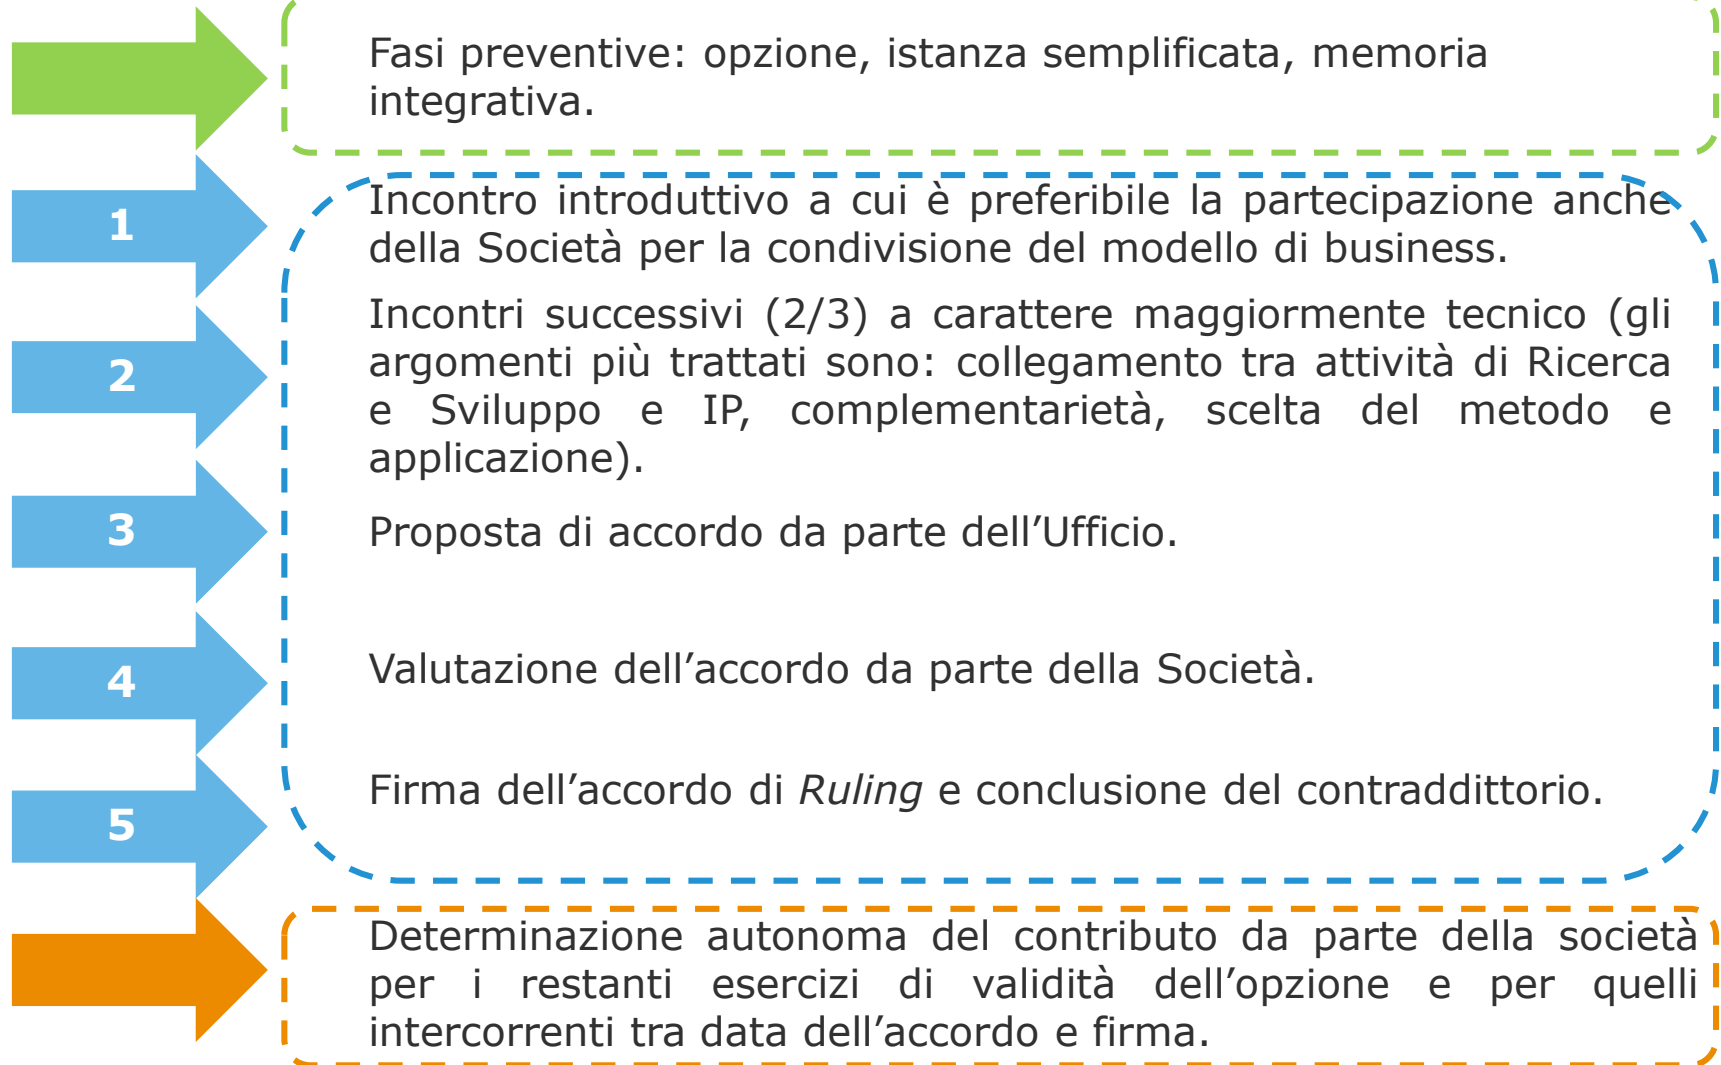 Fasi preventive: opzione, istanza semplificata, memoria
integrativa.
1
Incontro introduttivo a cui è preferibile la partecipazione anche
della Società per la condivisione del modello di business.
2
Incontri successivi (2/3) a carattere maggiormente tecnico (gli
argomenti più trattati sono: collegamento tra attività di Ricerca
e Sviluppo e IP, complementarietà, scelta del metodo e
applicazione).
3
Proposta di accordo da parte dell’Ufficio.
4
Valutazione dell’accordo da parte della Società.
5
Firma dell’accordo di Ruling e conclusione del contraddittorio.
Determinazione autonoma del contributo da parte della società
per i restanti esercizi di validità dell’opzione e per quelli
intercorrenti tra data dell’accordo e firma.